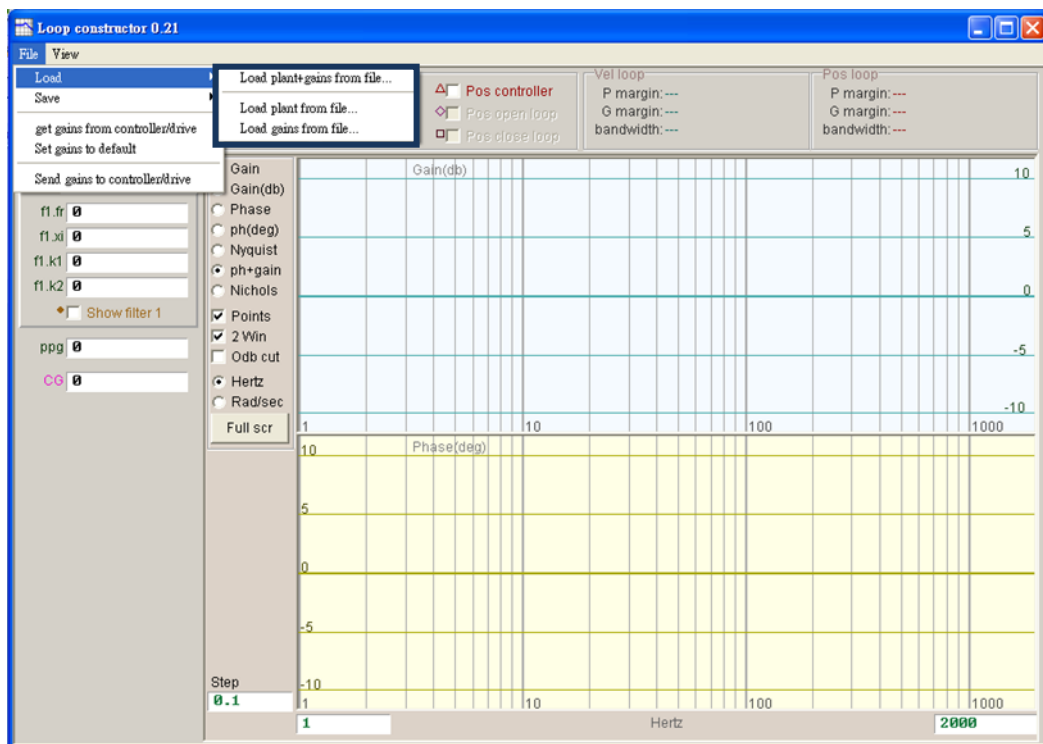 Loop constructor 0.21
File View
Load
Save
get gains from controller/drive
Set gains to default
Send gains to controller/drive
Load plant+gains from file...
Load plant from file...
Load gains from file...
Pos controller
Pos open loop
Pos close loop
Vel loop
P margin:---
G margin:---
bandwidth:---
Pos loop
P margin:---
G margin:---
bandwidth:---
f1.fr 0
f1.xi 0
f1.k1 0
f1.k2 0
Show filter 1
ppg 0
CG 0
Gain
Gain(db)
Phase
ph(deg)
Nyquist
ph+gain
Nichols
Points
2 Win
0db cut
Hertz
Rad/sec
Full scr
Step
0.1
Gain(db)
10
5
0
-5
-10
1 10 100 1000
Phase(deg)
10
5
0
-5
-10
1 10 100 1000
1 Hertz 2000